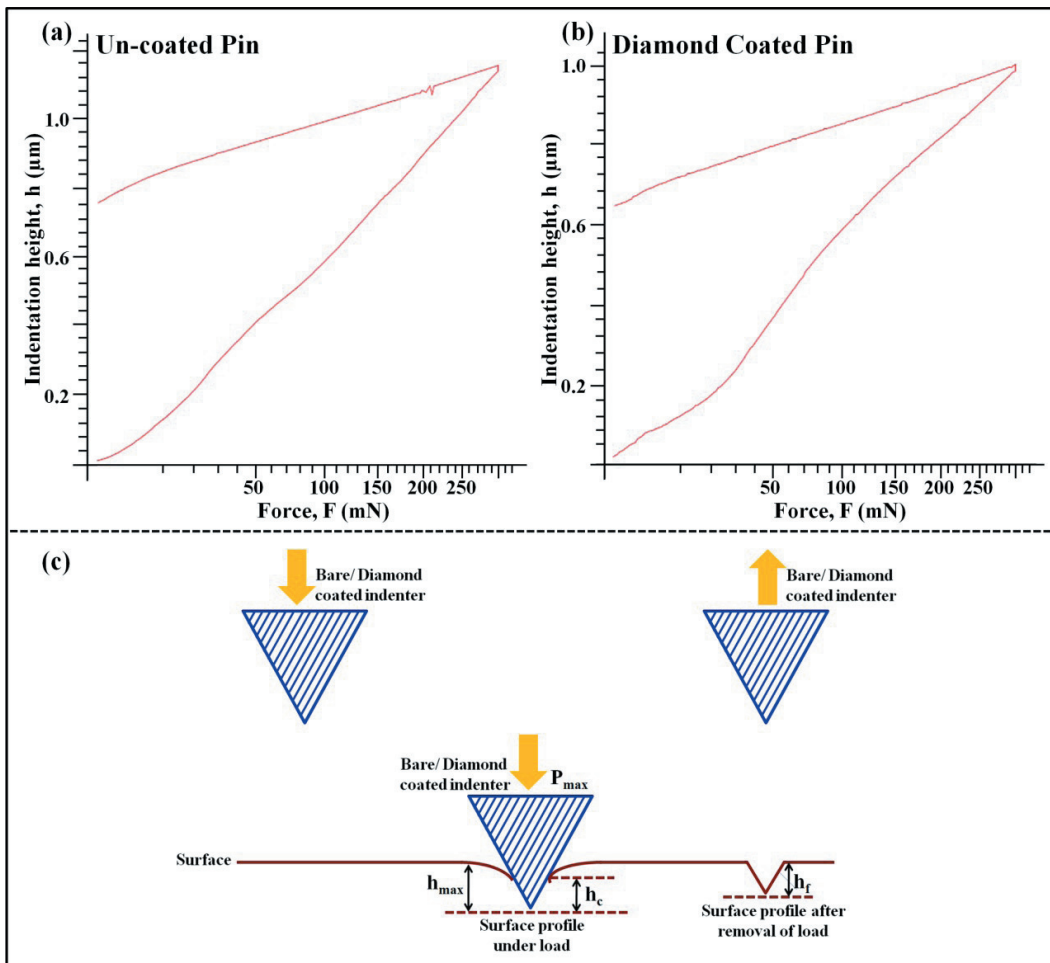 (a)
Un-coated Pin
Indentation height, h (µm)
1.0
0.6
0.2
50 100 150 200 250
Force, F (mN)
(b)
Diamond Coated Pin
Indentation height, h (µm)
1.0
0.6
0.2
50 100 150 200 250
Force, F (mN)
(c)
Bare/ Diamond
coated indenter
Bare/ Diamond
coated indenter
Bare/ Diamond
coated indenter
Pmax
Surface
hmax
hc
hf
Surface profile
under load
Surface profile after
removal of load